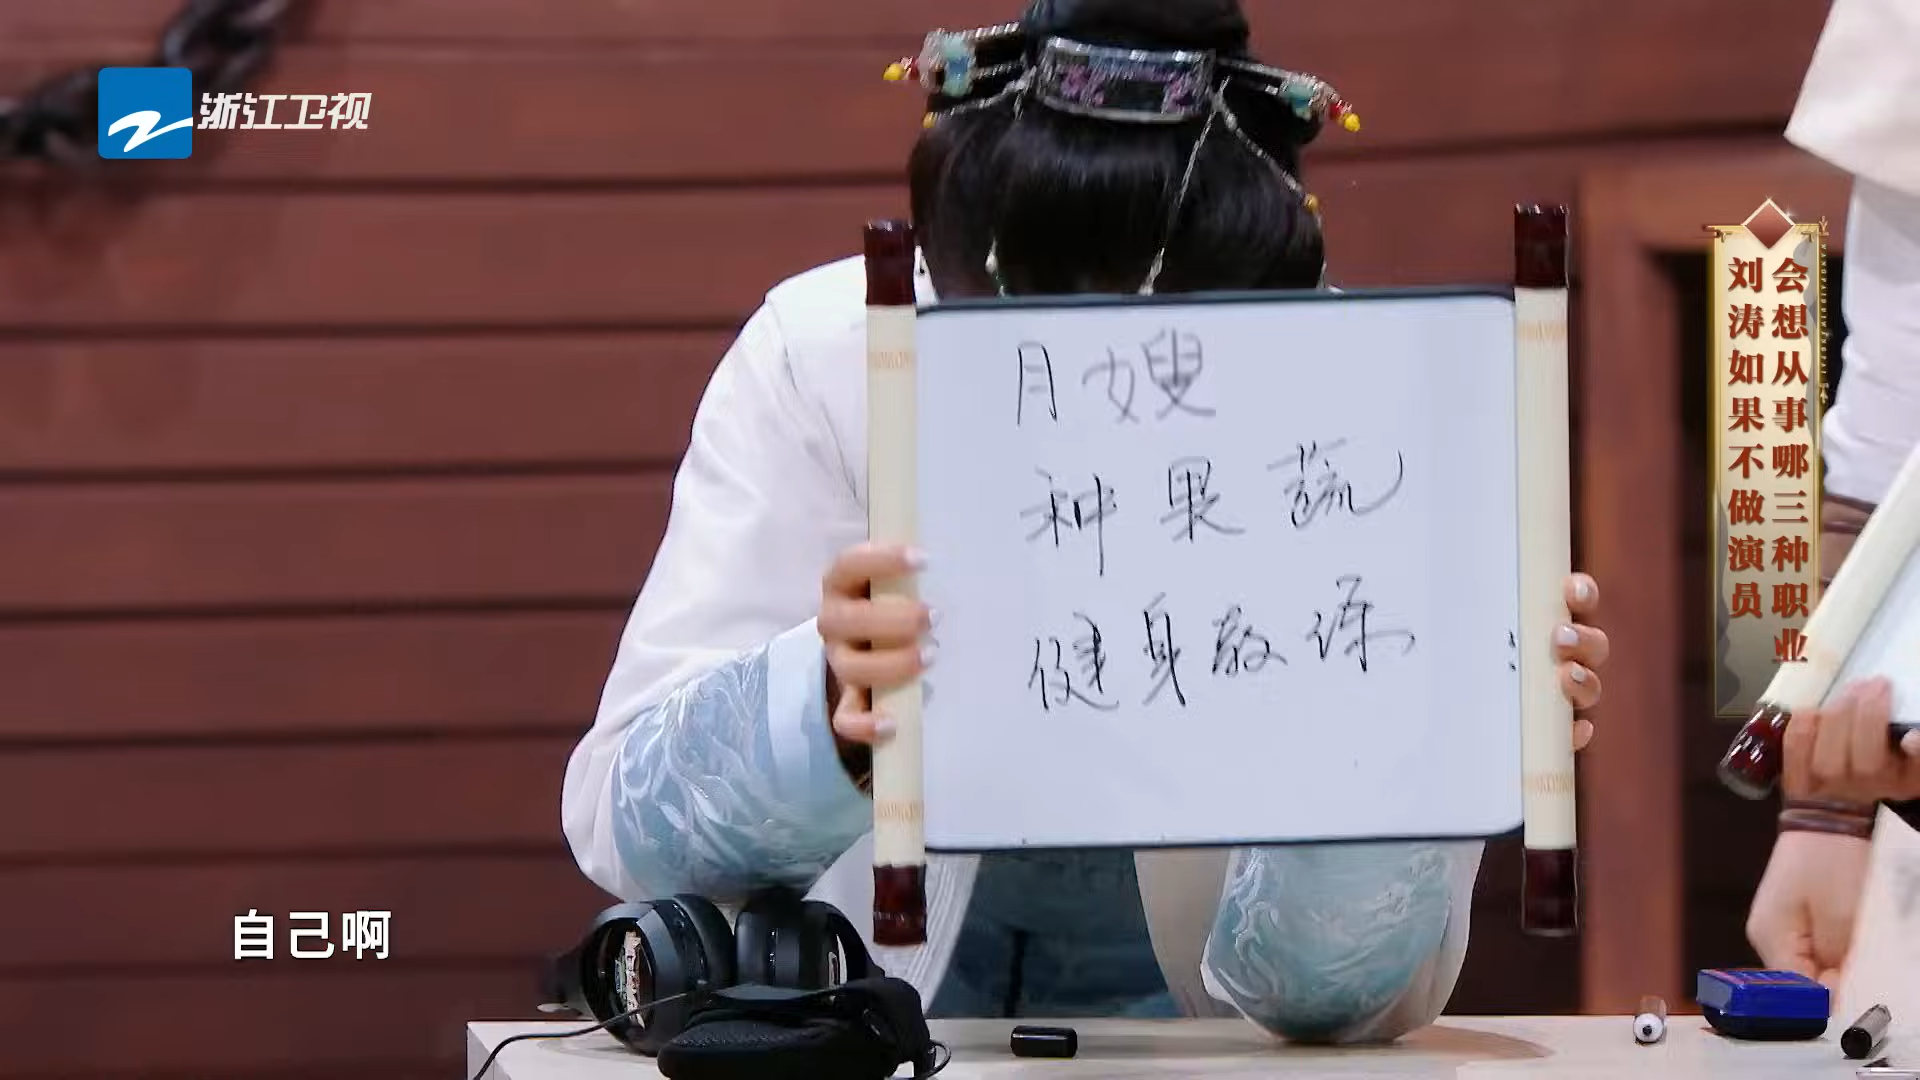 浙江卫视
月嫂
种果蔬
健身教练
刘涛如果不做演员
会想从事哪三种职业
自己啊